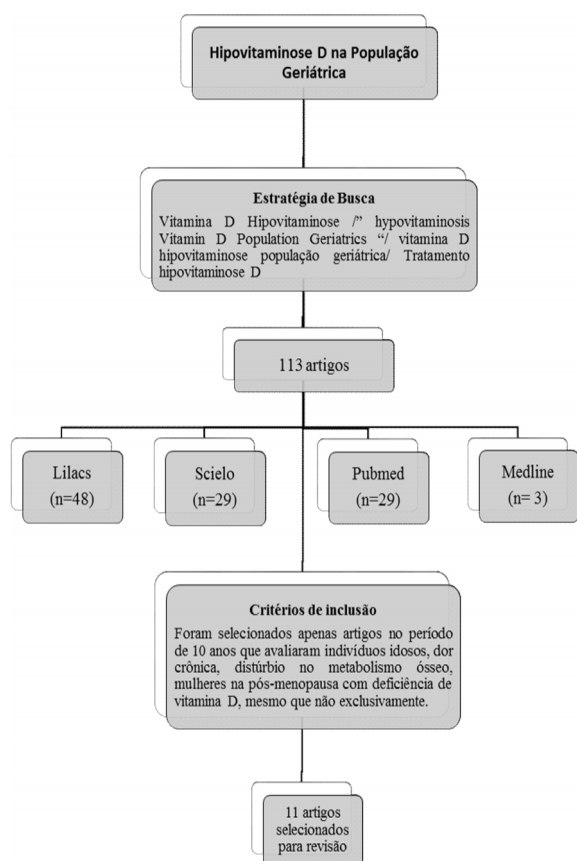 Hipovitaminose D na População
Geriátrica
Estratégia de Busca
Vitamina D Hipovitaminose /” hypovitaminosis
Vitamin D Population Geriatrics “/ vitamina D
hipovitaminose população geriátrica/ Tratamento
hipovitaminose D
113 artigos
Lilacs
(n=48)
Scielo
(n=29)
Pubmed
(n=29)
Medline
(n= 3)
Critérios de inclusão
Foram selecionados apenas artigos no período
de 10 anos que avaliaram indivíduos idosos, dor
crônica, distúrbio no metabolismo ósseo,
mulheres na pós-menopausa com deficiência de
vitamina D, mesmo que não exclusivamente.
11 artigos
selecionados
para revisão